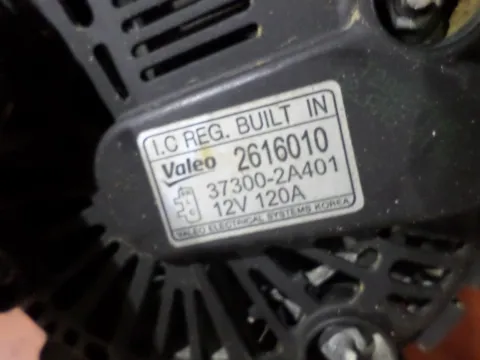 I.C REG. BUILT IN
Valeo 2616010
37300-2A401
12V 120A
VALEO ELECTRICAL SYSTEMS KOREA